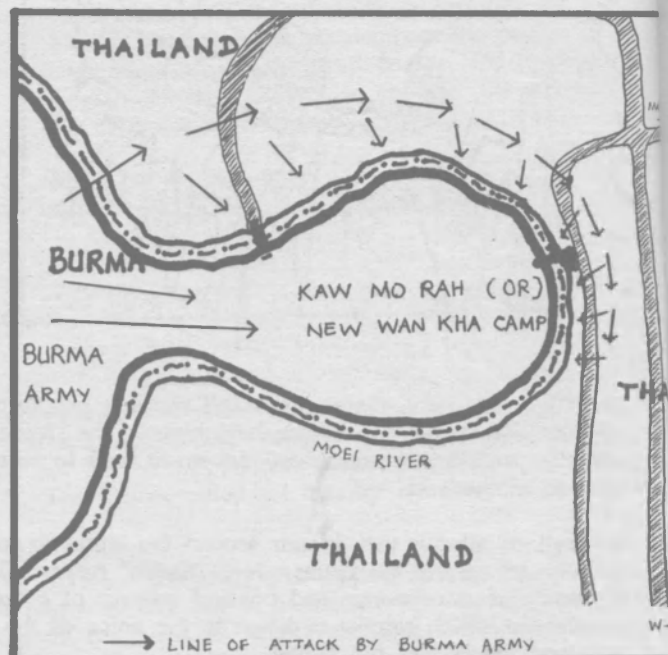 THAILAND
BURMA
KAW MO RAH (OR)
NEW WAN KHA CAMP
BURMA
ARMY
MOEI RIVER
THAILAND
LINE OF ATTACK BY BURMA ARMY